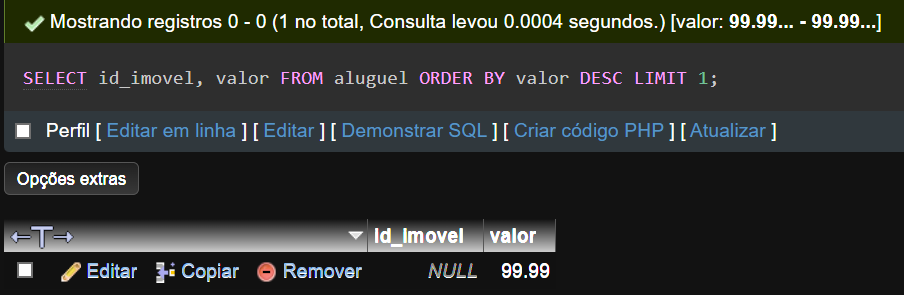 Mostrando registros 0 - 0 (1 no total, Consulta levou 0.0004 segundos.) [valor: 99.99... - 99.99...]
SELECT id_imovel, valor FROM aluguel ORDER BY valor DESC LIMIT 1;
Perfil [ Editar em linha ] [ Editar ] [ Demonstrar SQL ] [ Criar código PHP ] [ Atualizar ]
Opções extras
id_imovel valor
Editar Copiar Remover NULL 99.99